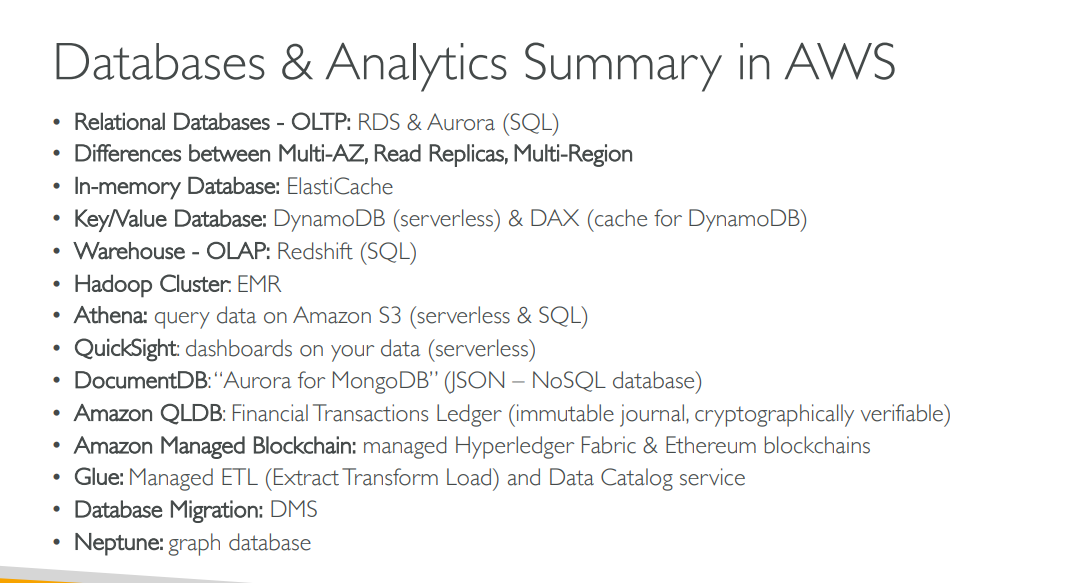 Databases & Analytics Summary in AWS
• Relational Databases - OLTP: RDS & Aurora (SQL)
• Differences between Multi-AZ, Read Replicas, Multi-Region
• In-memory Database: ElastiCache
• Key/Value Database: DynamoDB (serverless) & DAX (cache for DynamoDB)
• Warehouse - OLAP: Redshift (SQL)
• Hadoop Cluster: EMR
• Athena: query data on Amazon S3 (serverless & SQL)
• QuickSight: dashboards on your data (serverless)
• DocumentDB: “Aurora for MongoDB” (JSON – NoSQL database)
• Amazon QLDB: Financial Transactions Ledger (immutable journal, cryptographically verifiable)
• Amazon Managed Blockchain: managed Hyperledger Fabric & Ethereum blockchains
• Glue: Managed ETL (Extract Transform Load) and Data Catalog service
• Database Migration: DMS
• Neptune: graph database